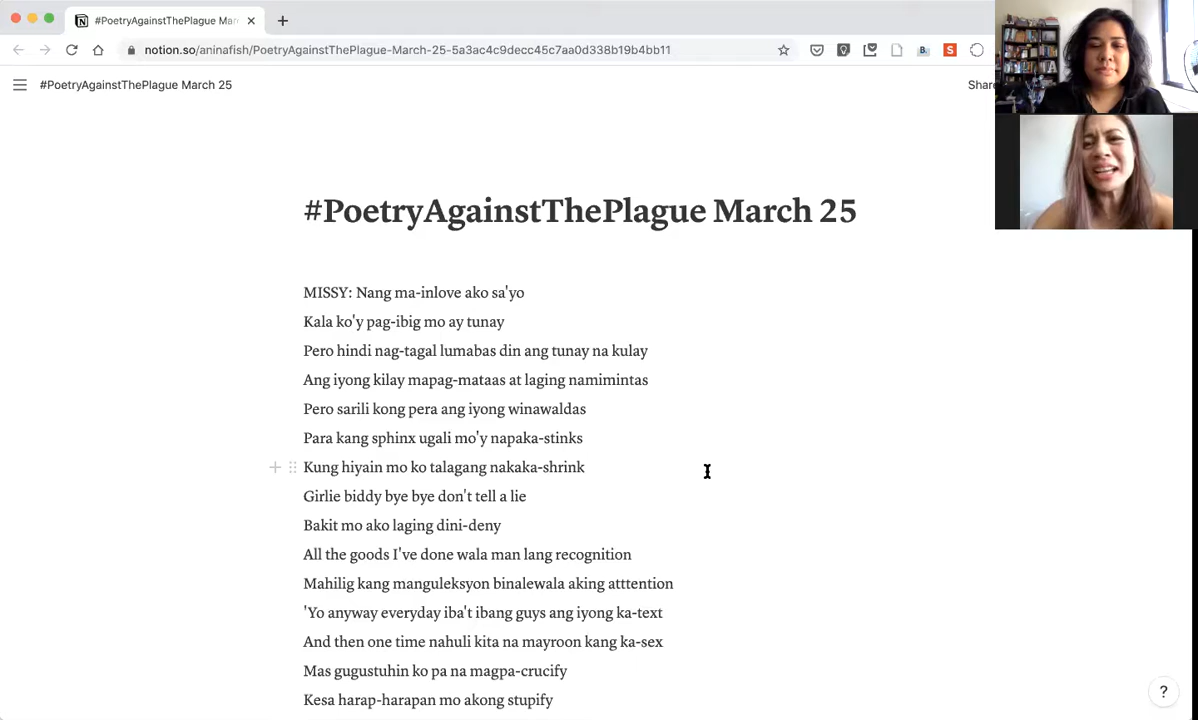 #PoetryAgainstThePlague Mar
notion.so/aninafish/PoetryAgainstThePlague-March-25-5a3ac4c9decc45c7aa0d338b19b4bb11
#PoetryAgainstThePlague March 25
Share
#PoetryAgainstThePlague March 25
MISSY: Nang ma-inlove ako sa'yo
Kala ko'y pag-ibig mo ay tunay
Pero hindi nag-tagal lumabas din ang tunay na kulay
Ang iyong kilay mapag-mataas at laging namimintas
Pero sarili kong pera ang iyong winawaldas
Para kang sphinx ugali mo'y napaka-stinks
Kung hiyain mo ko talagang nakaka-shrink
Girlie biddy bye bye don't tell a lie
Bakit mo ako laging dini-deny
All the goods I've done wala man lang recognition
Mahilig kang manguleksyon binalewala aking atttention
'Yo anyway everyday iba't ibang guys ang iyong ka-text
And then one time nahuli kita na mayroon kang ka-sex
Mas gugustuhin ko pa na magpa-crucify
Kesa harap-harapan mo akong stupify
?